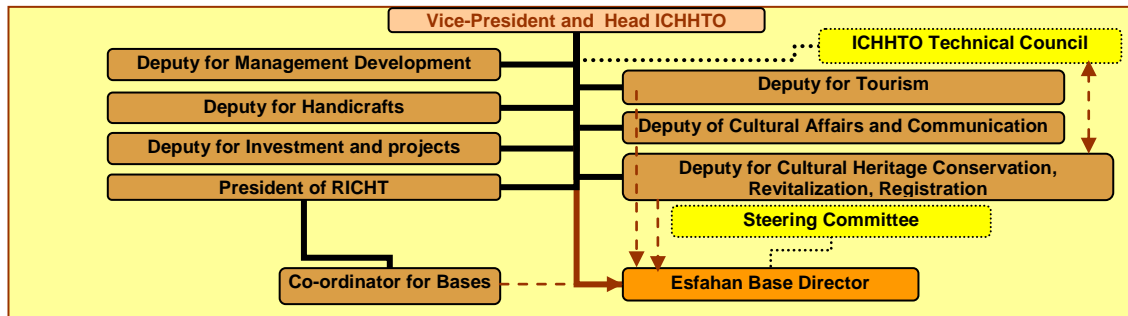 Vice-President and Head ICHHTO
ICHHTO Technical Council
Deputy for Management Development
Deputy for Tourism
Deputy for Handicrafts
Deputy of Cultural Affairs and Communication
Deputy for Investment and projects
Deputy for Cultural Heritage Conservation,
Revitalization, Registration
President of RICHT
Steering Committee
Co-ordinator for Bases
Esfahan Base Director